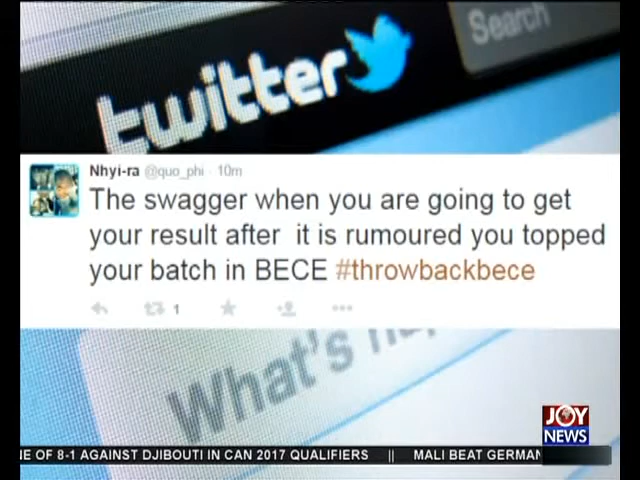 twitter
Search
Nhyi-ra @quo_phi · 10m
The swagger when you are going to get
your result after it is rumoured you topped
your batch in BECE #throwbackbece
1
What's
JOY
NEWS
E OF 8-1 AGAINST DJIBOUTI IN CAN 2017 QUALIFIERS || MALI BEAT GERMAN